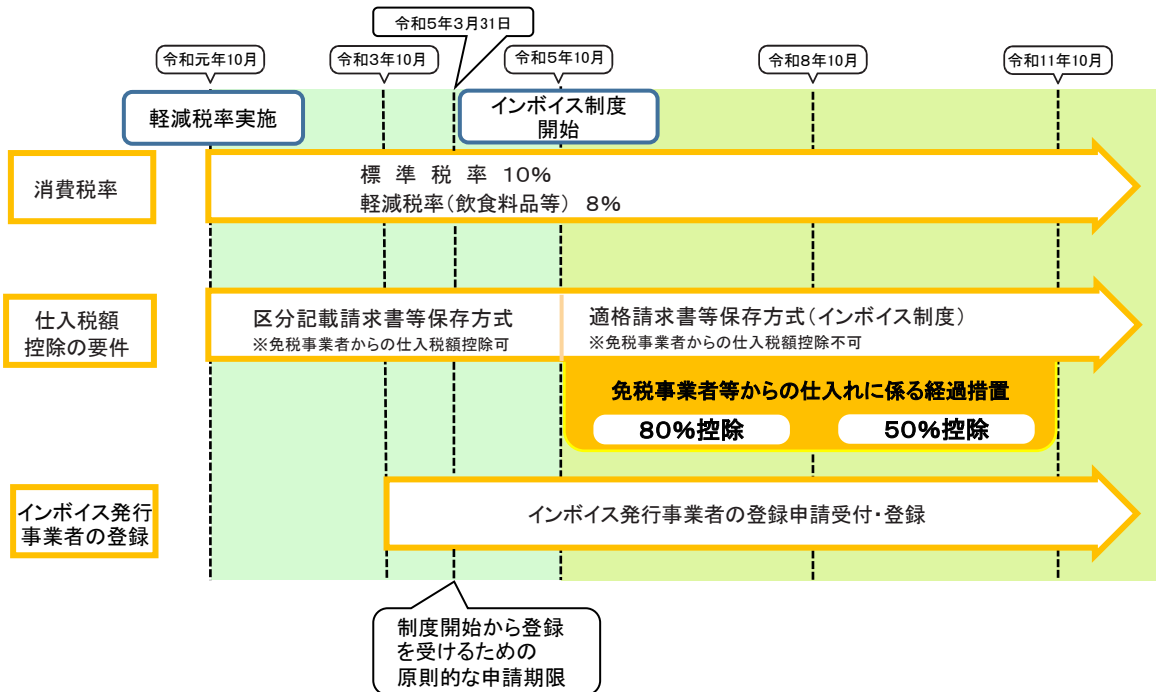 令和5年3月31日
令和元年10月
令和3年10月
令和5年10月
令和8年10月
令和11年10月
軽減税率実施
インボイス制度
開始
消費税率
標 準 税 率 10%
軽減税率(飲食料品等) 8%
仕入税額
控除の要件
区分記載請求書等保存方式
※免税事業者からの仕入税額控除可
適格請求書等保存方式(インボイス制度)
※免税事業者からの仕入税額控除不可
免税事業者等からの仕入れに係る経過措置
80%控除
50%控除
インボイス発行
事業者の登録
インボイス発行事業者の登録申請受付・登録
制度開始から登録
を受けるための
原則的な申請期限